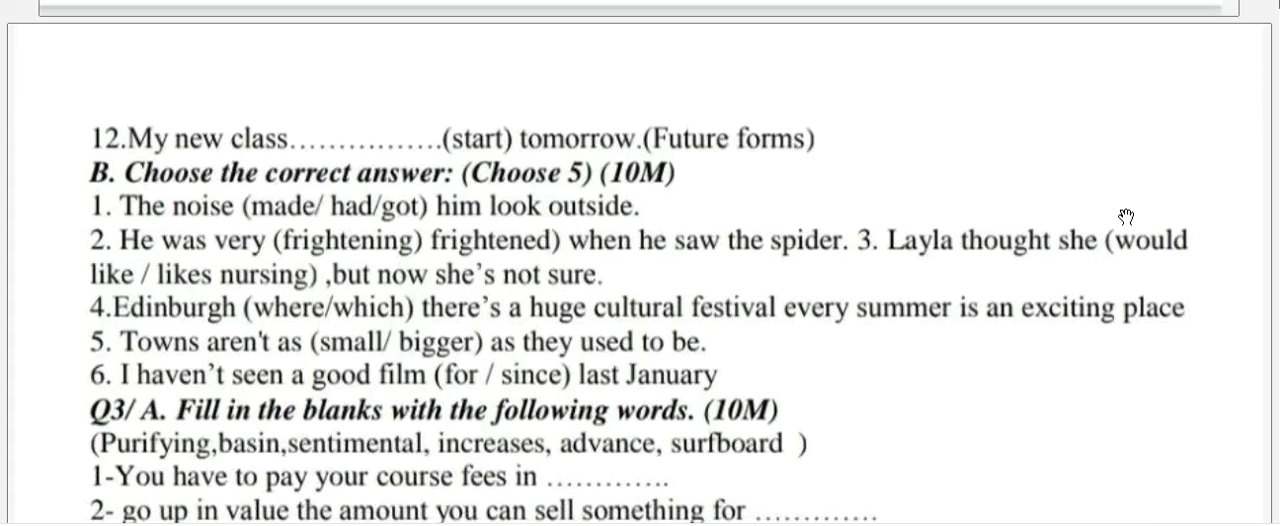 12.My new class................(start) tomorrow.(Future forms)
B. Choose the correct answer: (Choose 5) (10M)
1. The noise (made/ had/got) him look outside.
2. He was very (frightening) frightened) when he saw the spider. 3. Layla thought she (would
like / likes nursing) ,but now she’s not sure.
4.Edinburgh (where/which) there’s a huge cultural festival every summer is an exciting place
5. Towns aren't as (small/ bigger) as they used to be.
6. I haven’t seen a good film (for / since) last January
Q3/ A. Fill in the blanks with the following words. (10M)
(Purifying,basin,sentimental, increases, advance, surfboard  )
1-You have to pay your course fees in .............
2- go up in value the amount you can sell something for .............